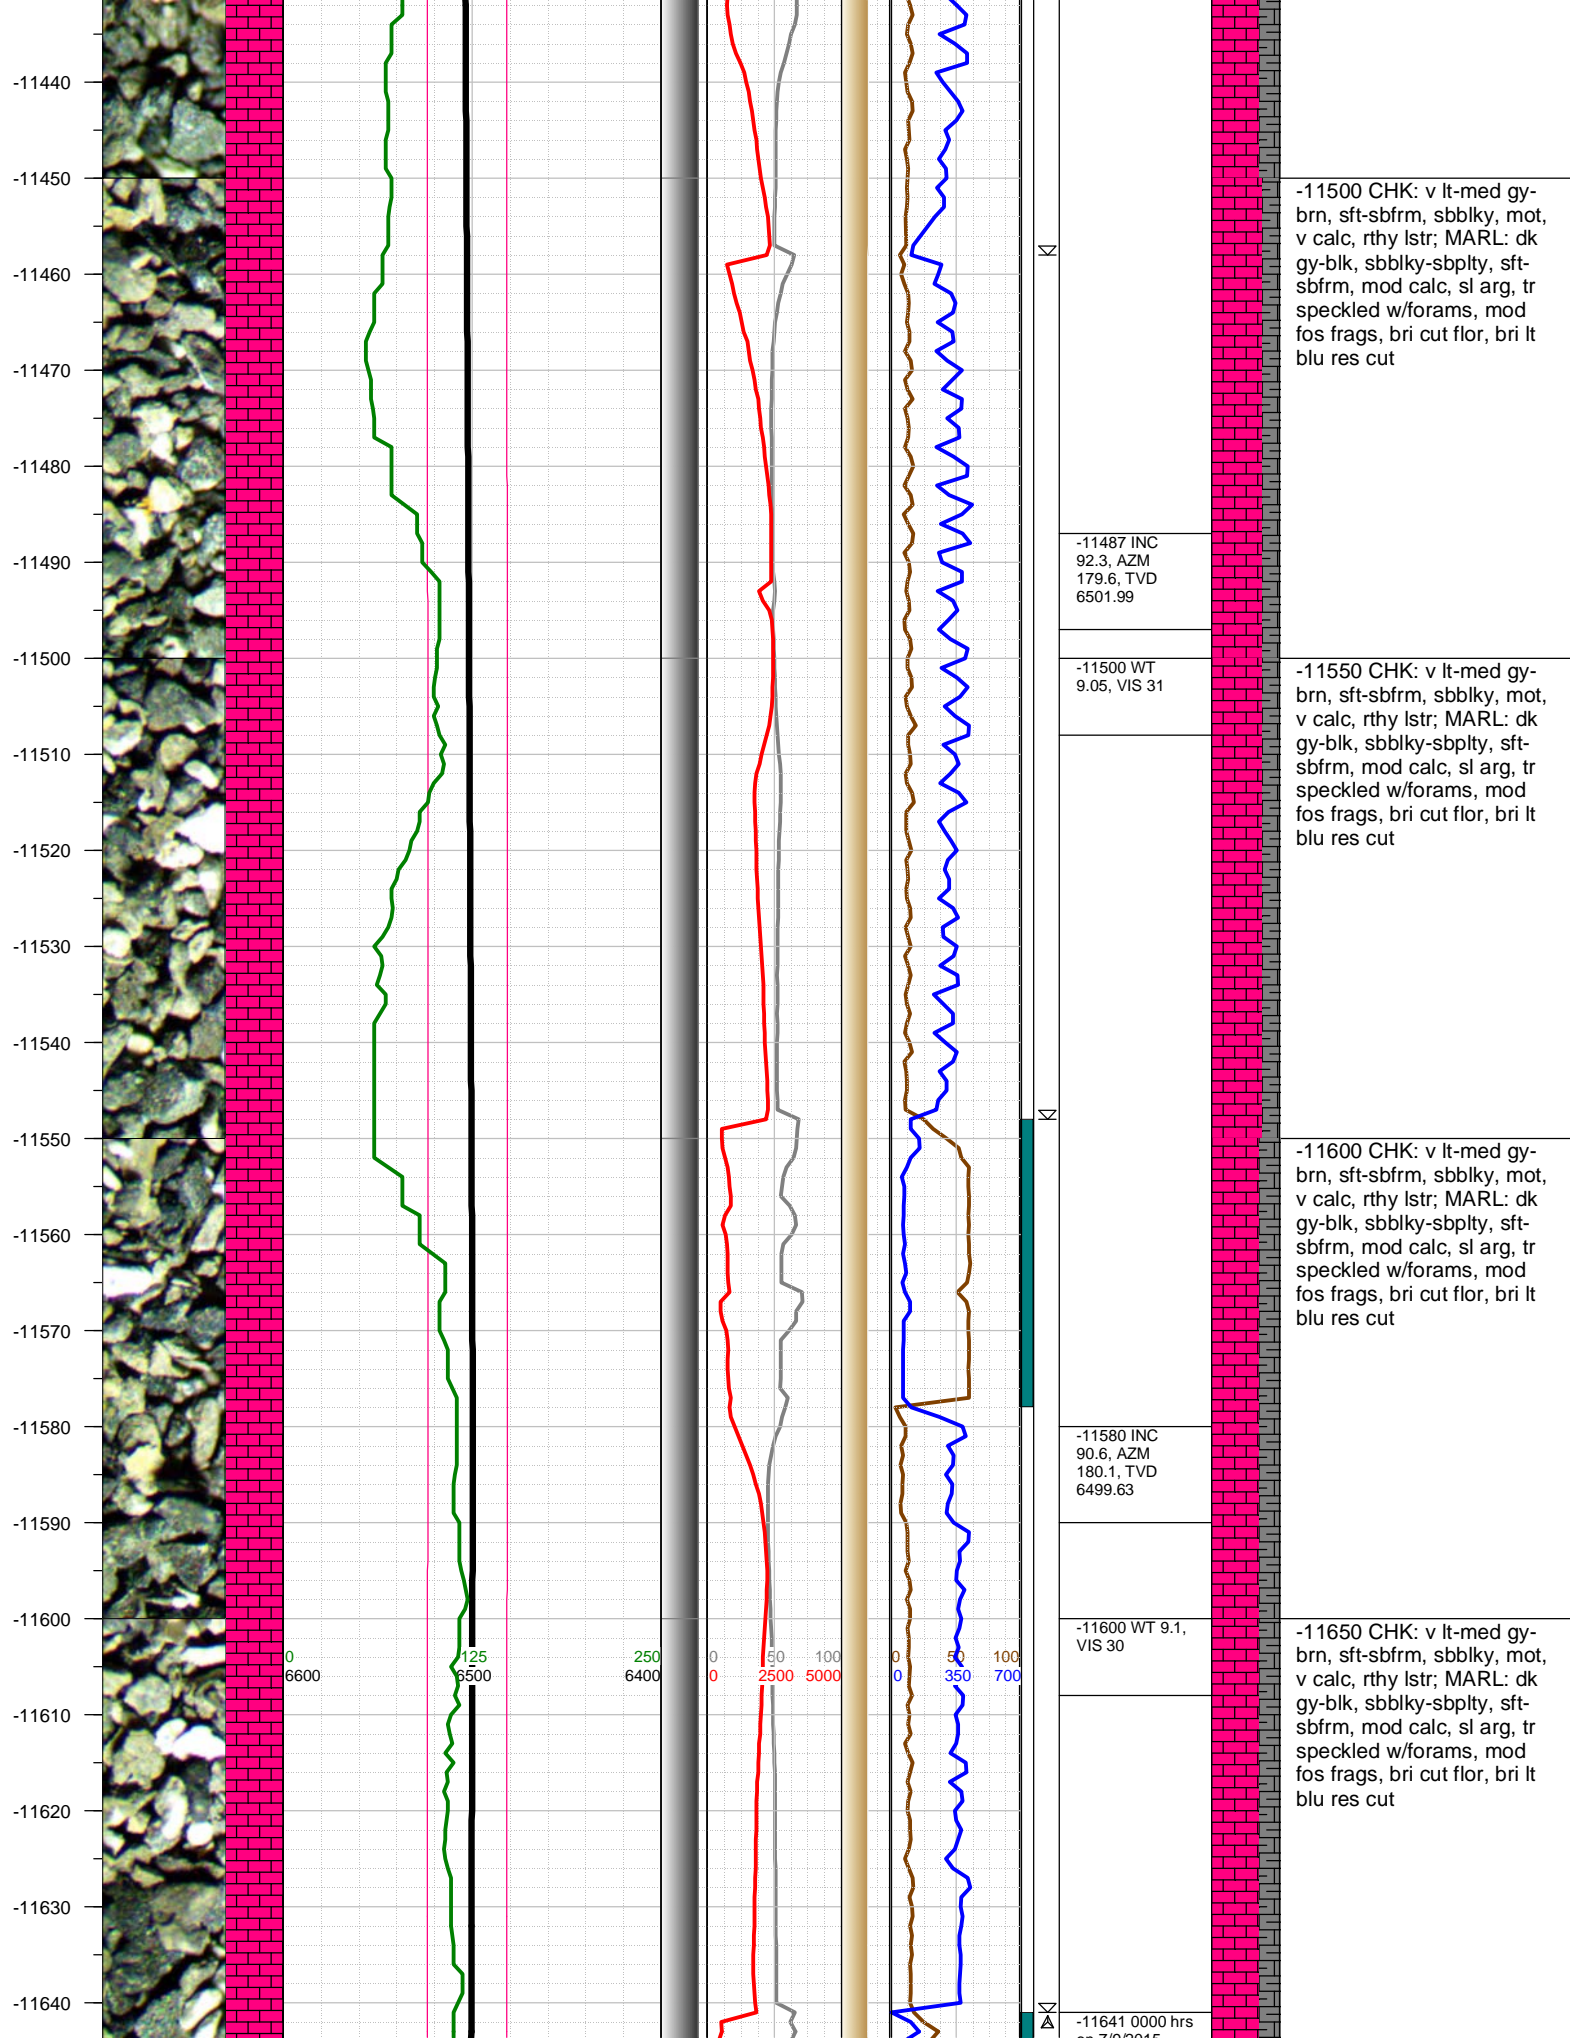 -11440
-11450
-11460
-11470
-11480
-11490
-11500
-11510
-11520
-11530
-11540
-11550
-11560
-11570
-11580
-11590
-11600
-11610
-11620
-11630
-11640
0 125 250
6600 6500 6400
0 50 100
0 2500 5000
0 50 100
0 350 700
-11487 INC
92.3, AZM
179.6, TVD
6501.99
-11500 WT
9.05, VIS 31
-11580 INC
90.6, AZM
180.1, TVD
6499.63
-11600 WT 9.1,
VIS 30
-11641 0000 hrs
on 7/9/2015
-11500 CHK: v lt-med gy-
brn, sft-sbfrm, sbblky, mot,
v calc, rthy lstr; MARL: dk
gy-blk, sbblky-sbplty, sft-
sbfrm, mod calc, sl arg, tr
speckled w/forams, mod
fos frags, bri cut flor, bri lt
blu res cut
-11550 CHK: v lt-med gy-
brn, sft-sbfrm, sbblky, mot,
v calc, rthy lstr; MARL: dk
gy-blk, sbblky-sbplty, sft-
sbfrm, mod calc, sl arg, tr
speckled w/forams, mod
fos frags, bri cut flor, bri lt
blu res cut
-11600 CHK: v lt-med gy-
brn, sft-sbfrm, sbblky, mot,
v calc, rthy lstr; MARL: dk
gy-blk, sbblky-sbplty, sft-
sbfrm, mod calc, sl arg, tr
speckled w/forams, mod
fos frags, bri cut flor, bri lt
blu res cut
-11650 CHK: v lt-med gy-
brn, sft-sbfrm, sbblky, mot,
v calc, rthy lstr; MARL: dk
gy-blk, sbblky-sbplty, sft-
sbfrm, mod calc, sl arg, tr
speckled w/forams, mod
fos frags, bri cut flor, bri lt
blu res cut